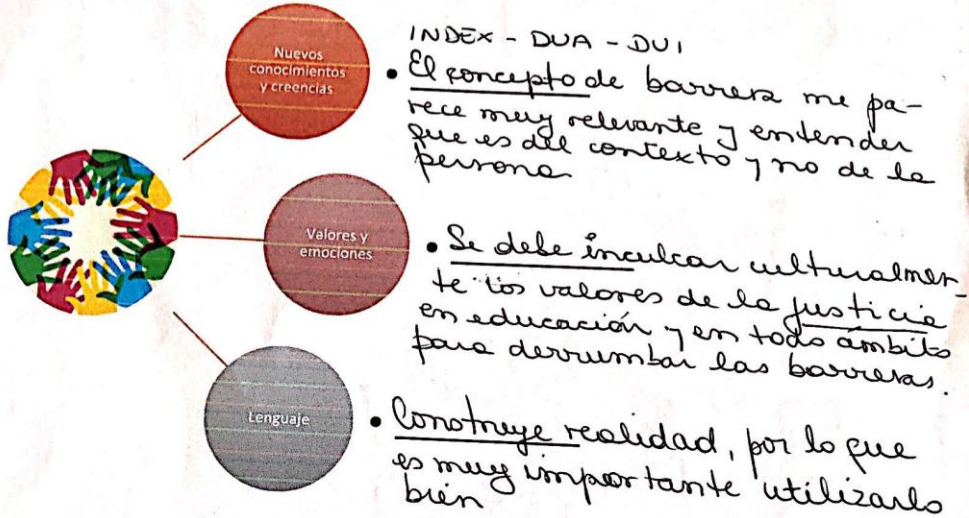 Nuevos
conocimientos
y creencias
INDEX - DUA - DUI
• El concepto de barrera me pa-
rece muy relevante y entender
que es del contexto y no de la
persona
Valores y
emociones
• Se debe inculcar culturalmen-
te los valores de la justicia
en educación y en todo ámbito
para derrumbar las barreras.
Lenguaje
• Construye realidad, por lo que
es muy importante utilizarlo
bien